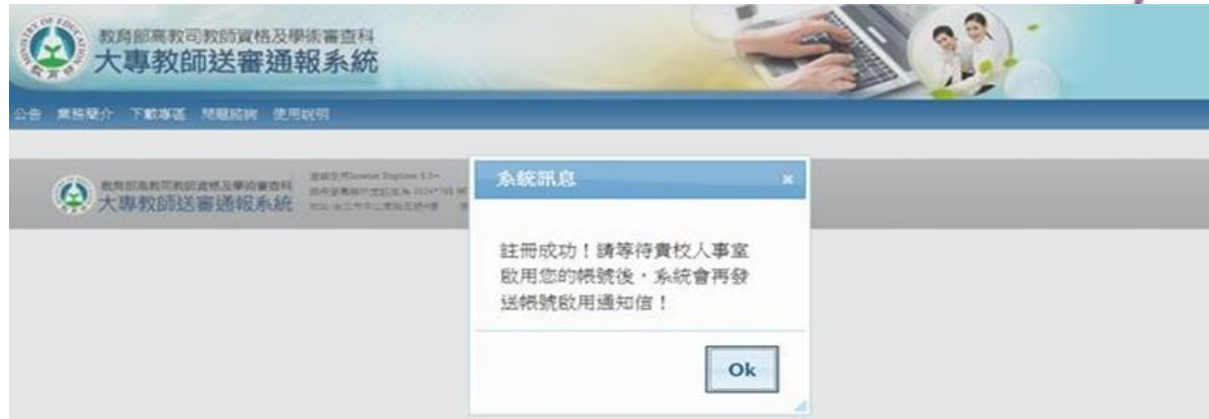 教育部高教司教師資格及學術審查科
大專教師送審通報系統
公告 業務簡介 下載專區 問題諮詢 使用說明
教育部高教司教師資格及學術審查科
大專教師送審通報系統
系統訊息
註冊成功！請等待貴校人事室
啟用您的帳號後，系統會再發
送帳號啟用通知信！
Ok